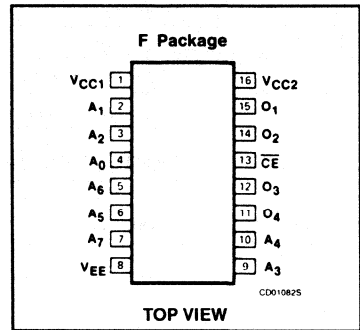 F Package
VCC1 1 16 VCC2
A1 2 15 O1
A2 3 14 O2
A0 4 13 C̅E̅
A6 5 12 O3
A5 6 11 O4
A7 7 10 A4
VEE 8 9 A3
CD01082S
TOP VIEW